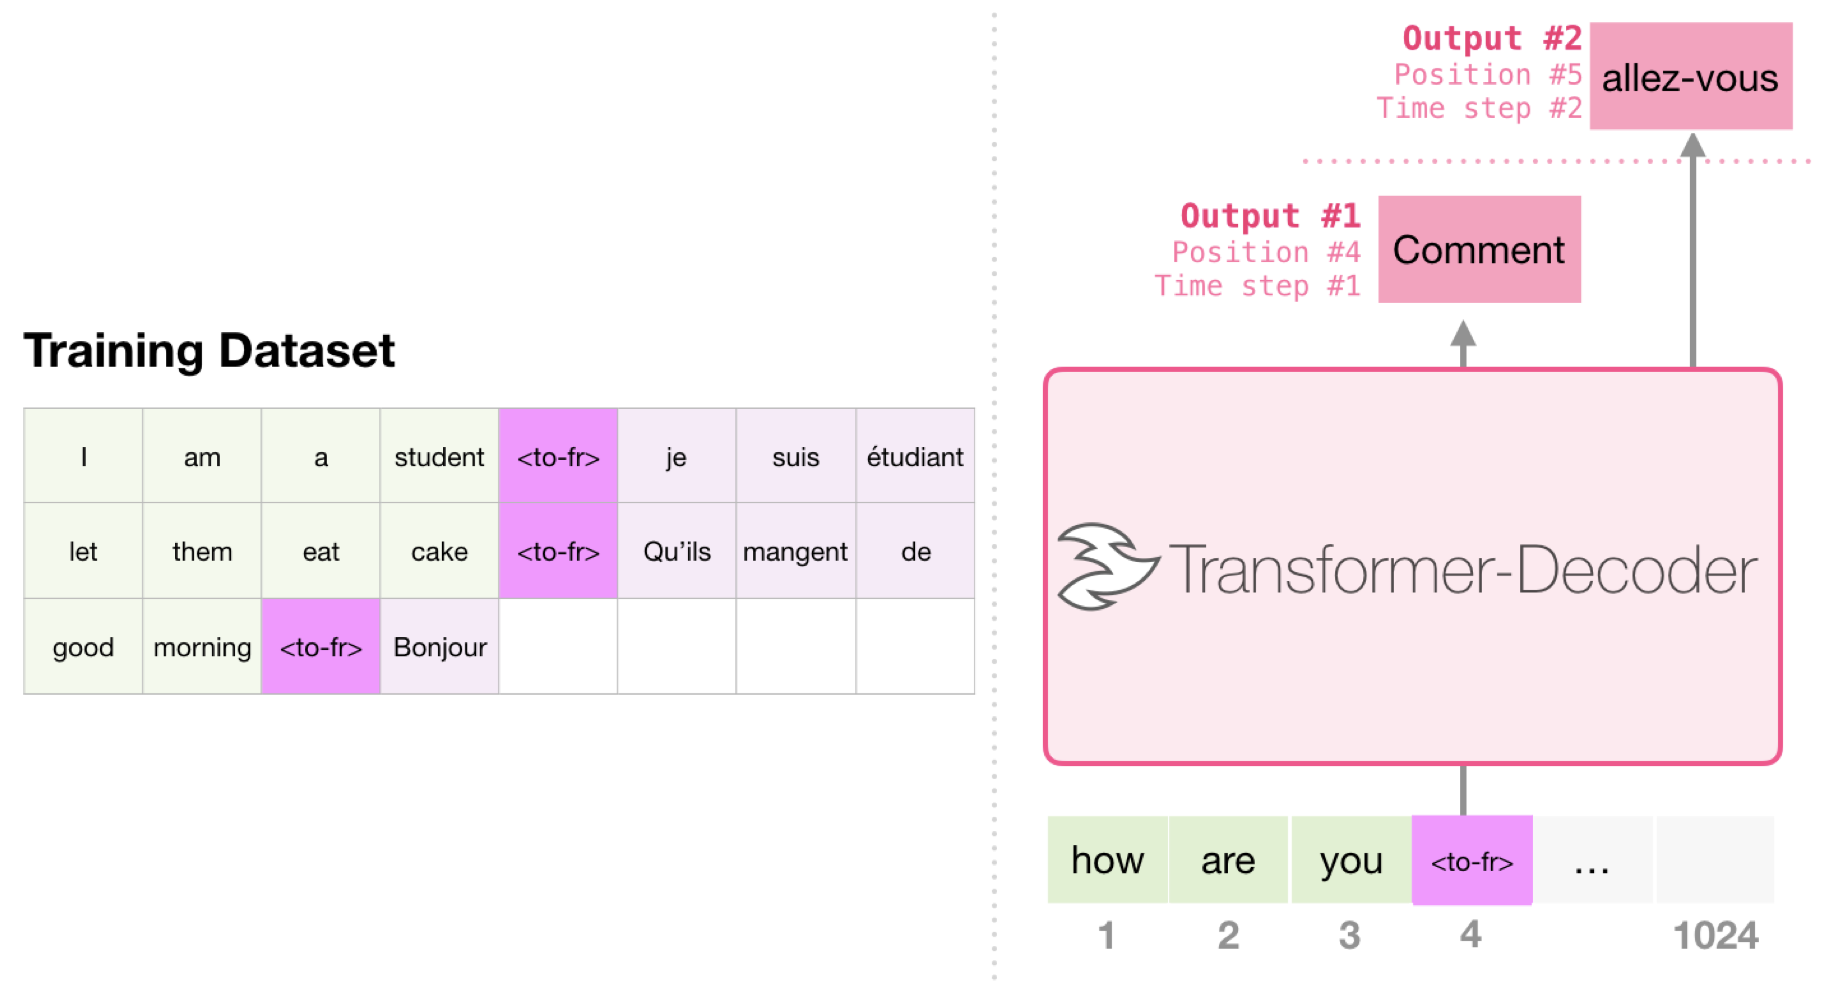 Training Dataset
I am a student <to-fr> je suis étudiant
let them eat cake <to-fr> Qu’ils mangent de
good morning <to-fr> Bonjour
Output #2
Position #5
Time step #2
allez-vous
Output #1
Position #4
Time step #1
Comment
Transformer-Decoder
how are you <to-fr> ...
1 2 3 4 1024